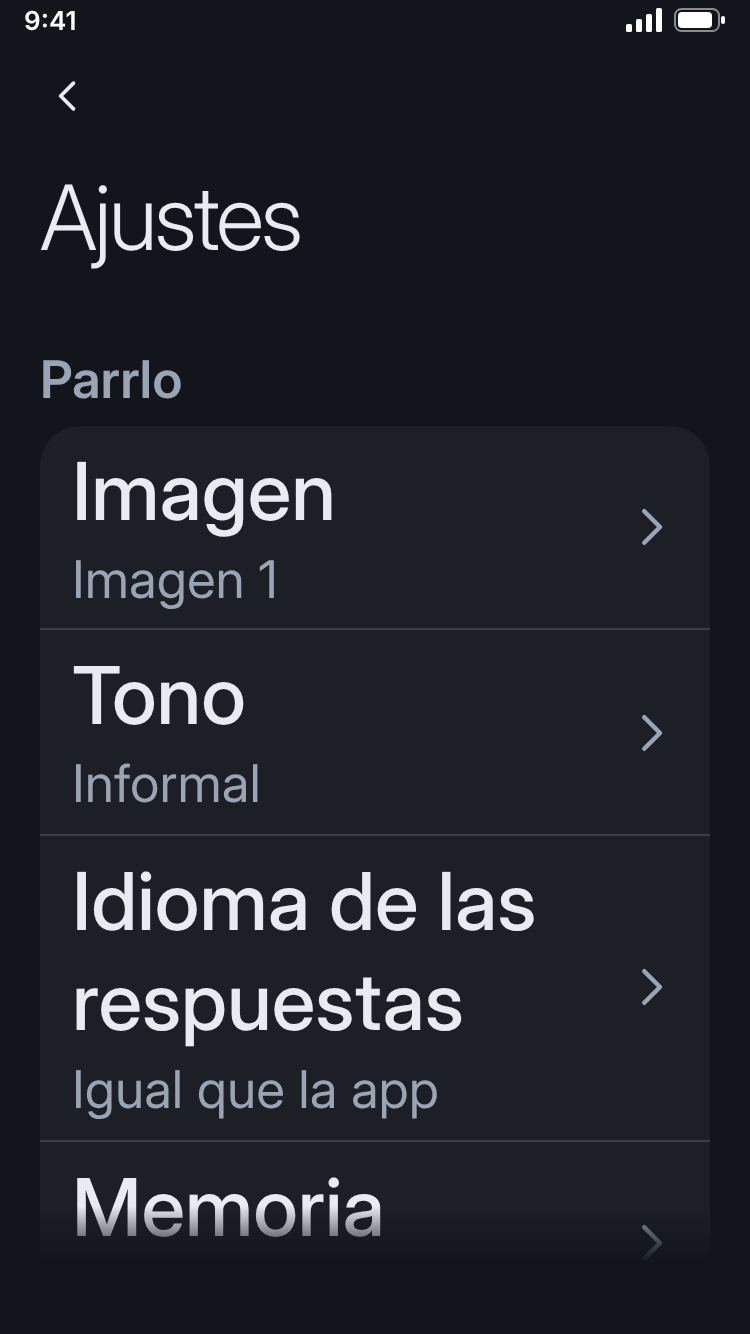 9:41
Ajustes
Parrlo
Imagen
Imagen 1
Tono
Informal
Idioma de las
respuestas
Igual que la app
Memoria